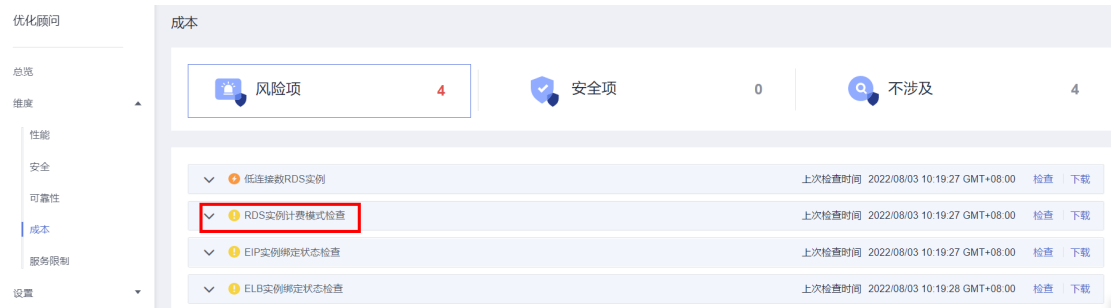 优化顾问
总览
维度
性能
安全
可靠性
成本
服务限制
设置
成本
风险项 4
安全项 0
不涉及 4
低连接数RDS实例 上次检查时间 2022/08/03 10:19:27 GMT+08:00 检查 下载
RDS实例计费模式检查 上次检查时间 2022/08/03 10:19:27 GMT+08:00 检查 下载
EIP实例绑定状态检查 上次检查时间 2022/08/03 10:19:27 GMT+08:00 检查 下载
ELB实例绑定状态检查 上次检查时间 2022/08/03 10:19:28 GMT+08:00 检查 下载